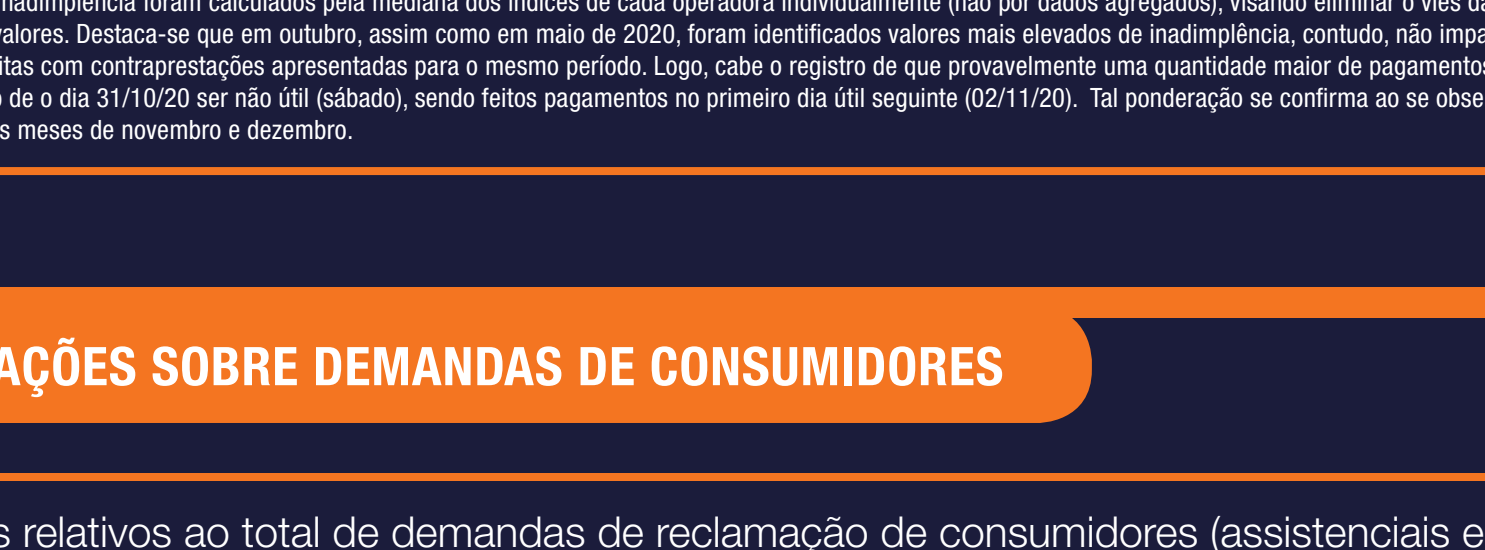 inadimplência foram calculados pela mediana dos índices de cada operadora individualmente (não por dados agregados), visando eliminar o viés da
valores. Destaca-se que em outubro, assim como em maio de 2020, foram identificados valores mais elevados de inadimplência, contudo, não impa
itas com contraprestações apresentadas para o mesmo período. Logo, cabe o registro de que provavelmente uma quantidade maior de pagamentos
o de o dia 31/10/20 ser não útil (sábado), sendo feitos pagamentos no primeiro dia útil seguinte (02/11/20). Tal ponderação se confirma ao se obse
s meses de novembro e dezembro.
AÇÕES SOBRE DEMANDAS DE CONSUMIDORES
s relativos ao total de demandas de reclamação de consumidores (assistenciais e